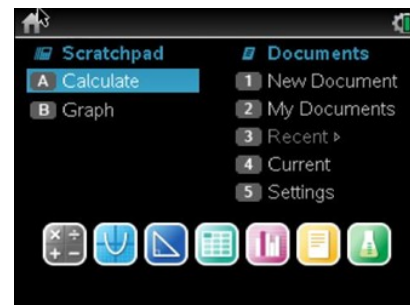 Scratchpad
A Calculate
B Graph
Documents
1 New Document
2 My Documents
3 Recent ▹
4 Current
5 Settings